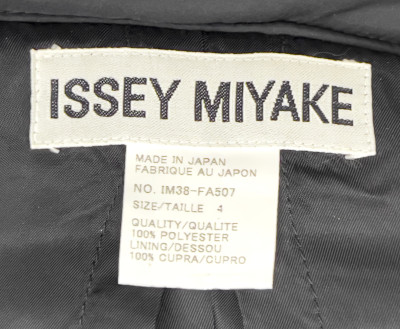 ISSEY MIYAKE
MADE IN JAPAN
FABRIQUE AU JAPON
NO. IM38-FA507
SIZE/TAILLE 4
QUALITY/QUALITE
100% POLYESTER
LINING/DESSOU
100% CUPRA/CUPRO